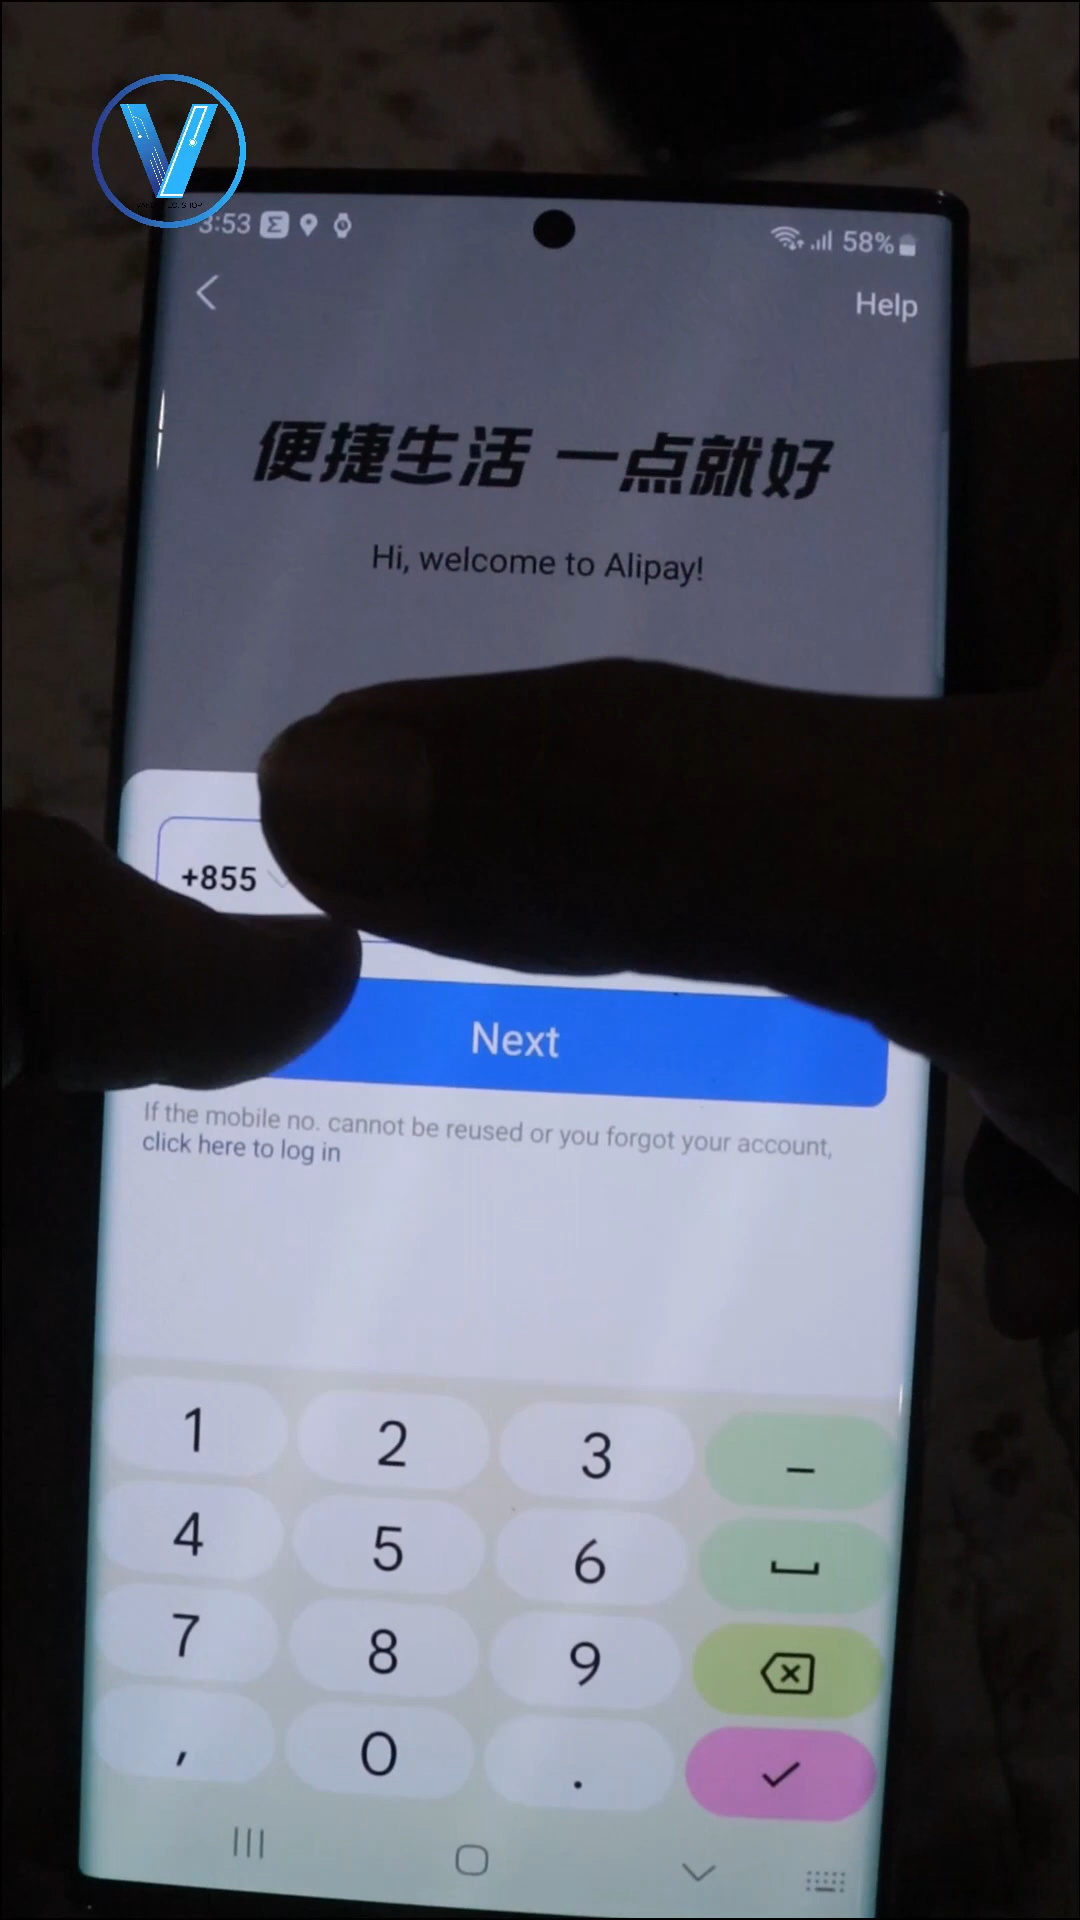 3:53
58%
Help
便捷生活 一点就好
Hi, welcome to Alipay!
+855
Next
If the mobile no. cannot be reused or you forgot your account,
click here to log in
1 2 3 -
4 5 6
7 8 9
, 0 .